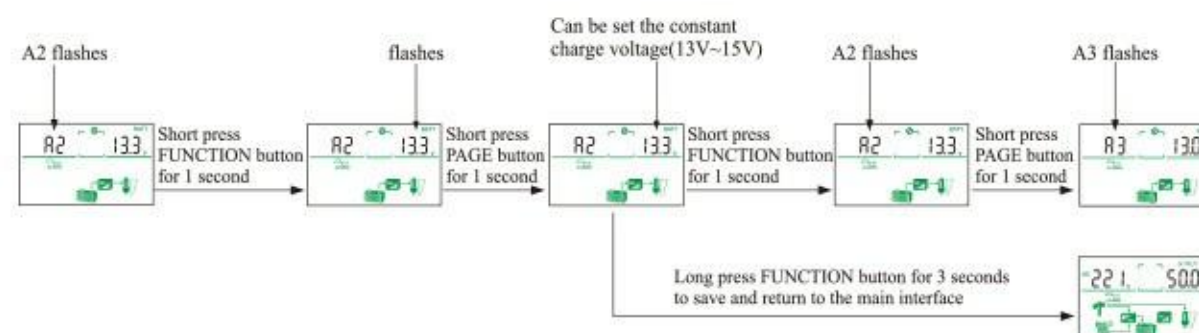 Can be set the constant
charge voltage(13V~15V)
A2 flashes
flashes
A2 flashes
A3 flashes
A2 13.3
Short press
FUNCTION button
for 1 second
A2 13.3
Short press
PAGE button
for 1 second
A2 13.3
Short press
FUNCTION button
for 1 second
A2 13.3
Short press
PAGE button
for 1 second
A3 13.0
Long press FUNCTION button for 3 seconds
to save and return to the main interface
221 50.0